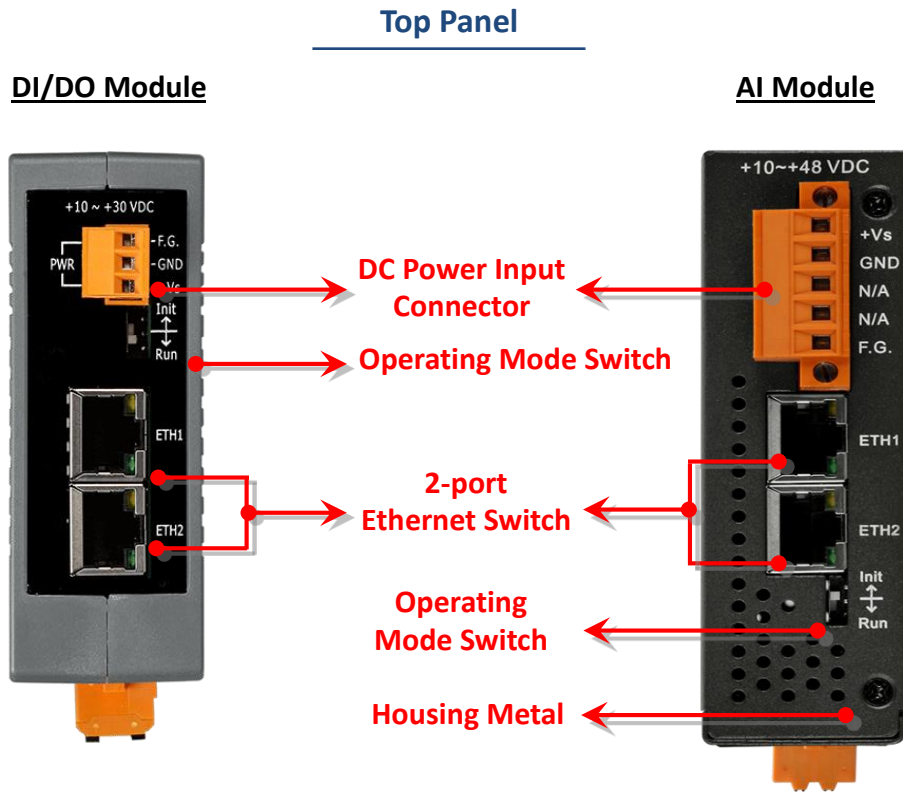 Top Panel
DI/DO Module
AI Module
+10 ~ +30 VDC
F.G.
PWR
GND
Vs
Init
Run
ETH1
ETH2
DC Power Input
Connector
Operating Mode Switch
2-port
Ethernet Switch
Operating
Mode Switch
Housing Metal
+10~+48 VDC
+Vs
GND
N/A
N/A
F.G.
ETH1
ETH2
Init
Run